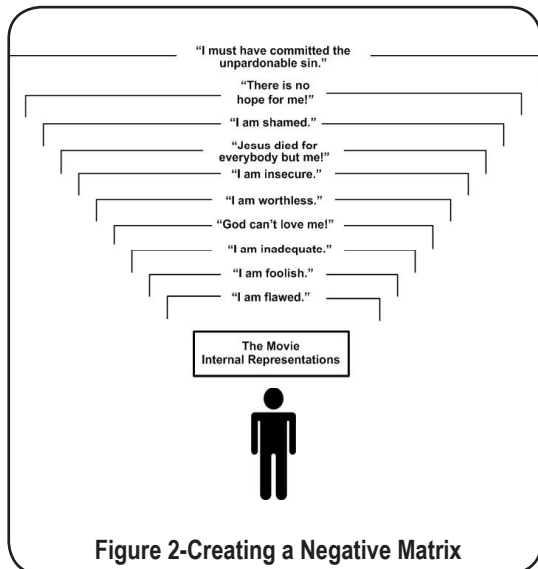 “I must have committed the
unpardonable sin.”
“There is no
hope for me!”
“I am shamed.”
“Jesus died for
everybody but me!”
“I am insecure.”
“I am worthless.”
“God can’t love me!”
“I am inadequate.”
“I am foolish.”
“I am flawed.”
The Movie
Internal Representations
Figure 2-Creating a Negative Matrix